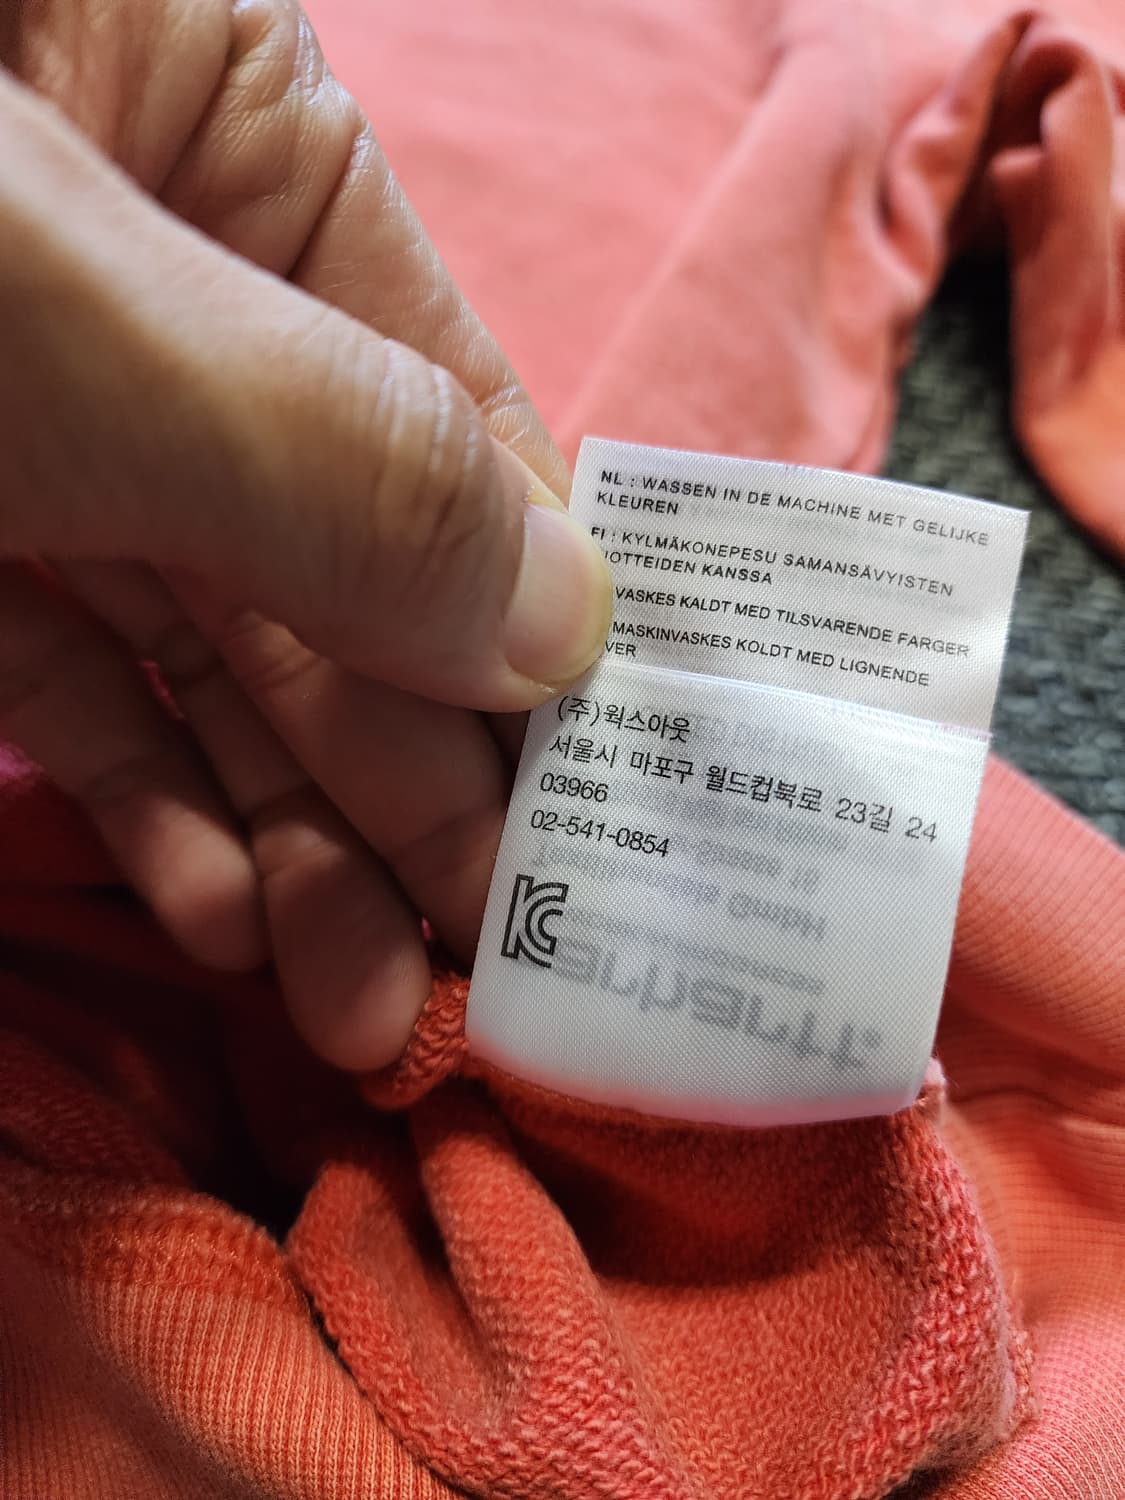 NL : WASSEN IN DE MACHINE MET GELIJKE
KLEUREN
FI : KYLMÄKONEPESU SAMANSÄVYISTEN
KANSSA
VASKES KALDT MED TILSVARENDE FARGER
MASKINVASKES KOLDT MED LIGNENDE
(주)웍스아웃
서울시 마포구 월드컵북로 23길 24
03966
02-541-0854
KC